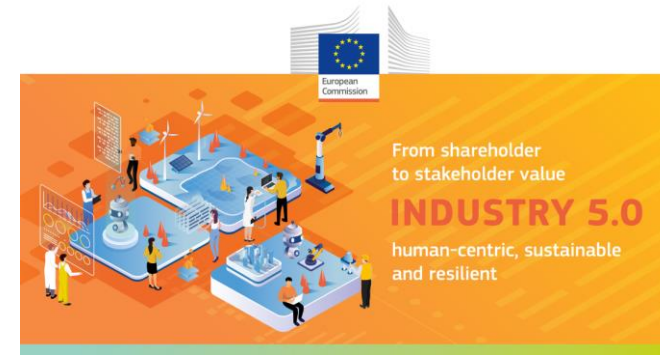 European
Commission
From shareholder
to stakeholder value
INDUSTRY 5.0
human-centric, sustainable
and resilient